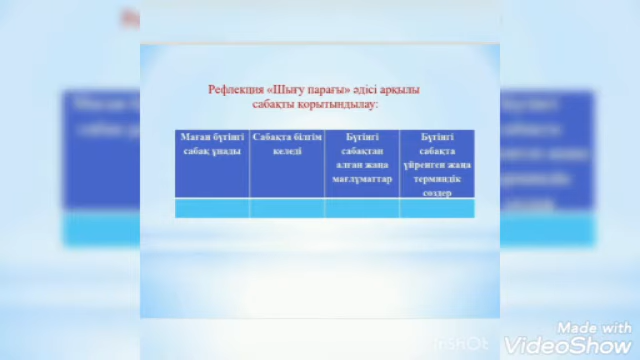 Рефлекция «Шығу парағы» әдісі арқылы
сабақты қорытындылау:
Маған бүгінгі
сабақ ұнады
Сабақта білгім
келеді
Бүгінгі
сабақтан
алған жаңа
мағлұматтар
Бүгінгі
сабақта
үйренген жаңа
терминдік
сөздер
Made with
VideoShow